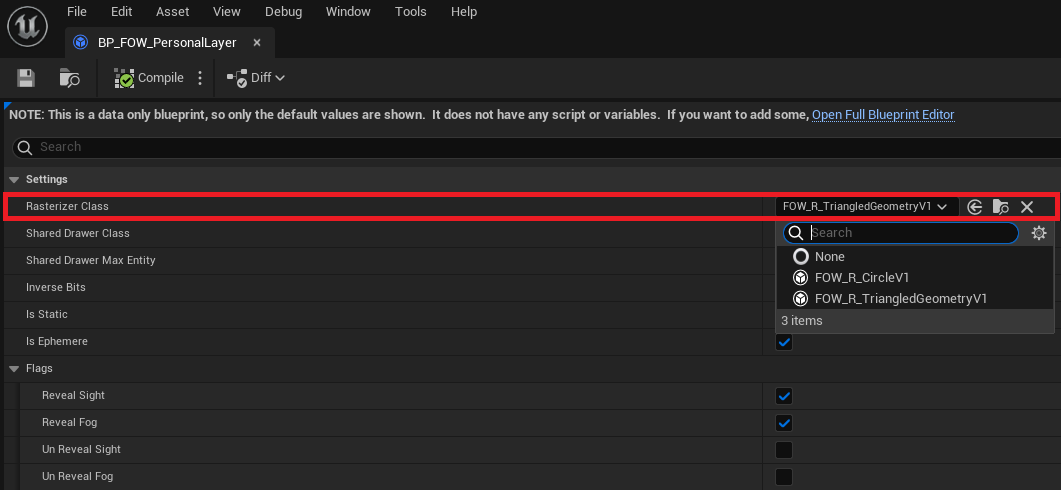 File Edit Asset View Debug Window Tools Help
BP_FOW_PersonalLayer
Compile Diff
NOTE: This is a data only blueprint, so only the default values are shown. It does not have any script or variables. If you want to add some, Open Full Blueprint Editor
Search
Settings
Rasterizer Class FOW_R_TriangledGeometryV1
Shared Drawer Class Search
Shared Drawer Max Entity None
Inverse Bits FOW_R_CircleV1
Is Static FOW_R_TriangledGeometryV1
3 items
Is Ephemere
Flags
Reveal Sight
Reveal Fog
Un Reveal Sight
Un Reveal Fog